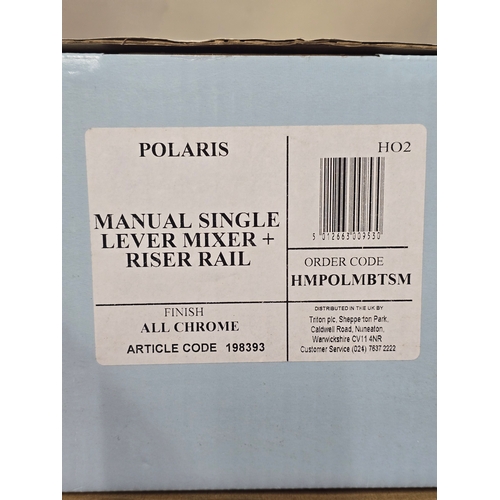 POLARIS
MANUAL SINGLE
LEVER MIXER +
RISER RAIL
FINISH
ALL CHROME
ARTICLE CODE 198393
HO2
5 012663 009530
ORDER CODE
HMPOLMBTSM
DISTRIBUTED IN THE UK BY
Triton plc, Shepperton Park,
Caldwell Road, Nuneaton,
Warwickshire CV11 4NR
Customer Service (024) 7637 2222